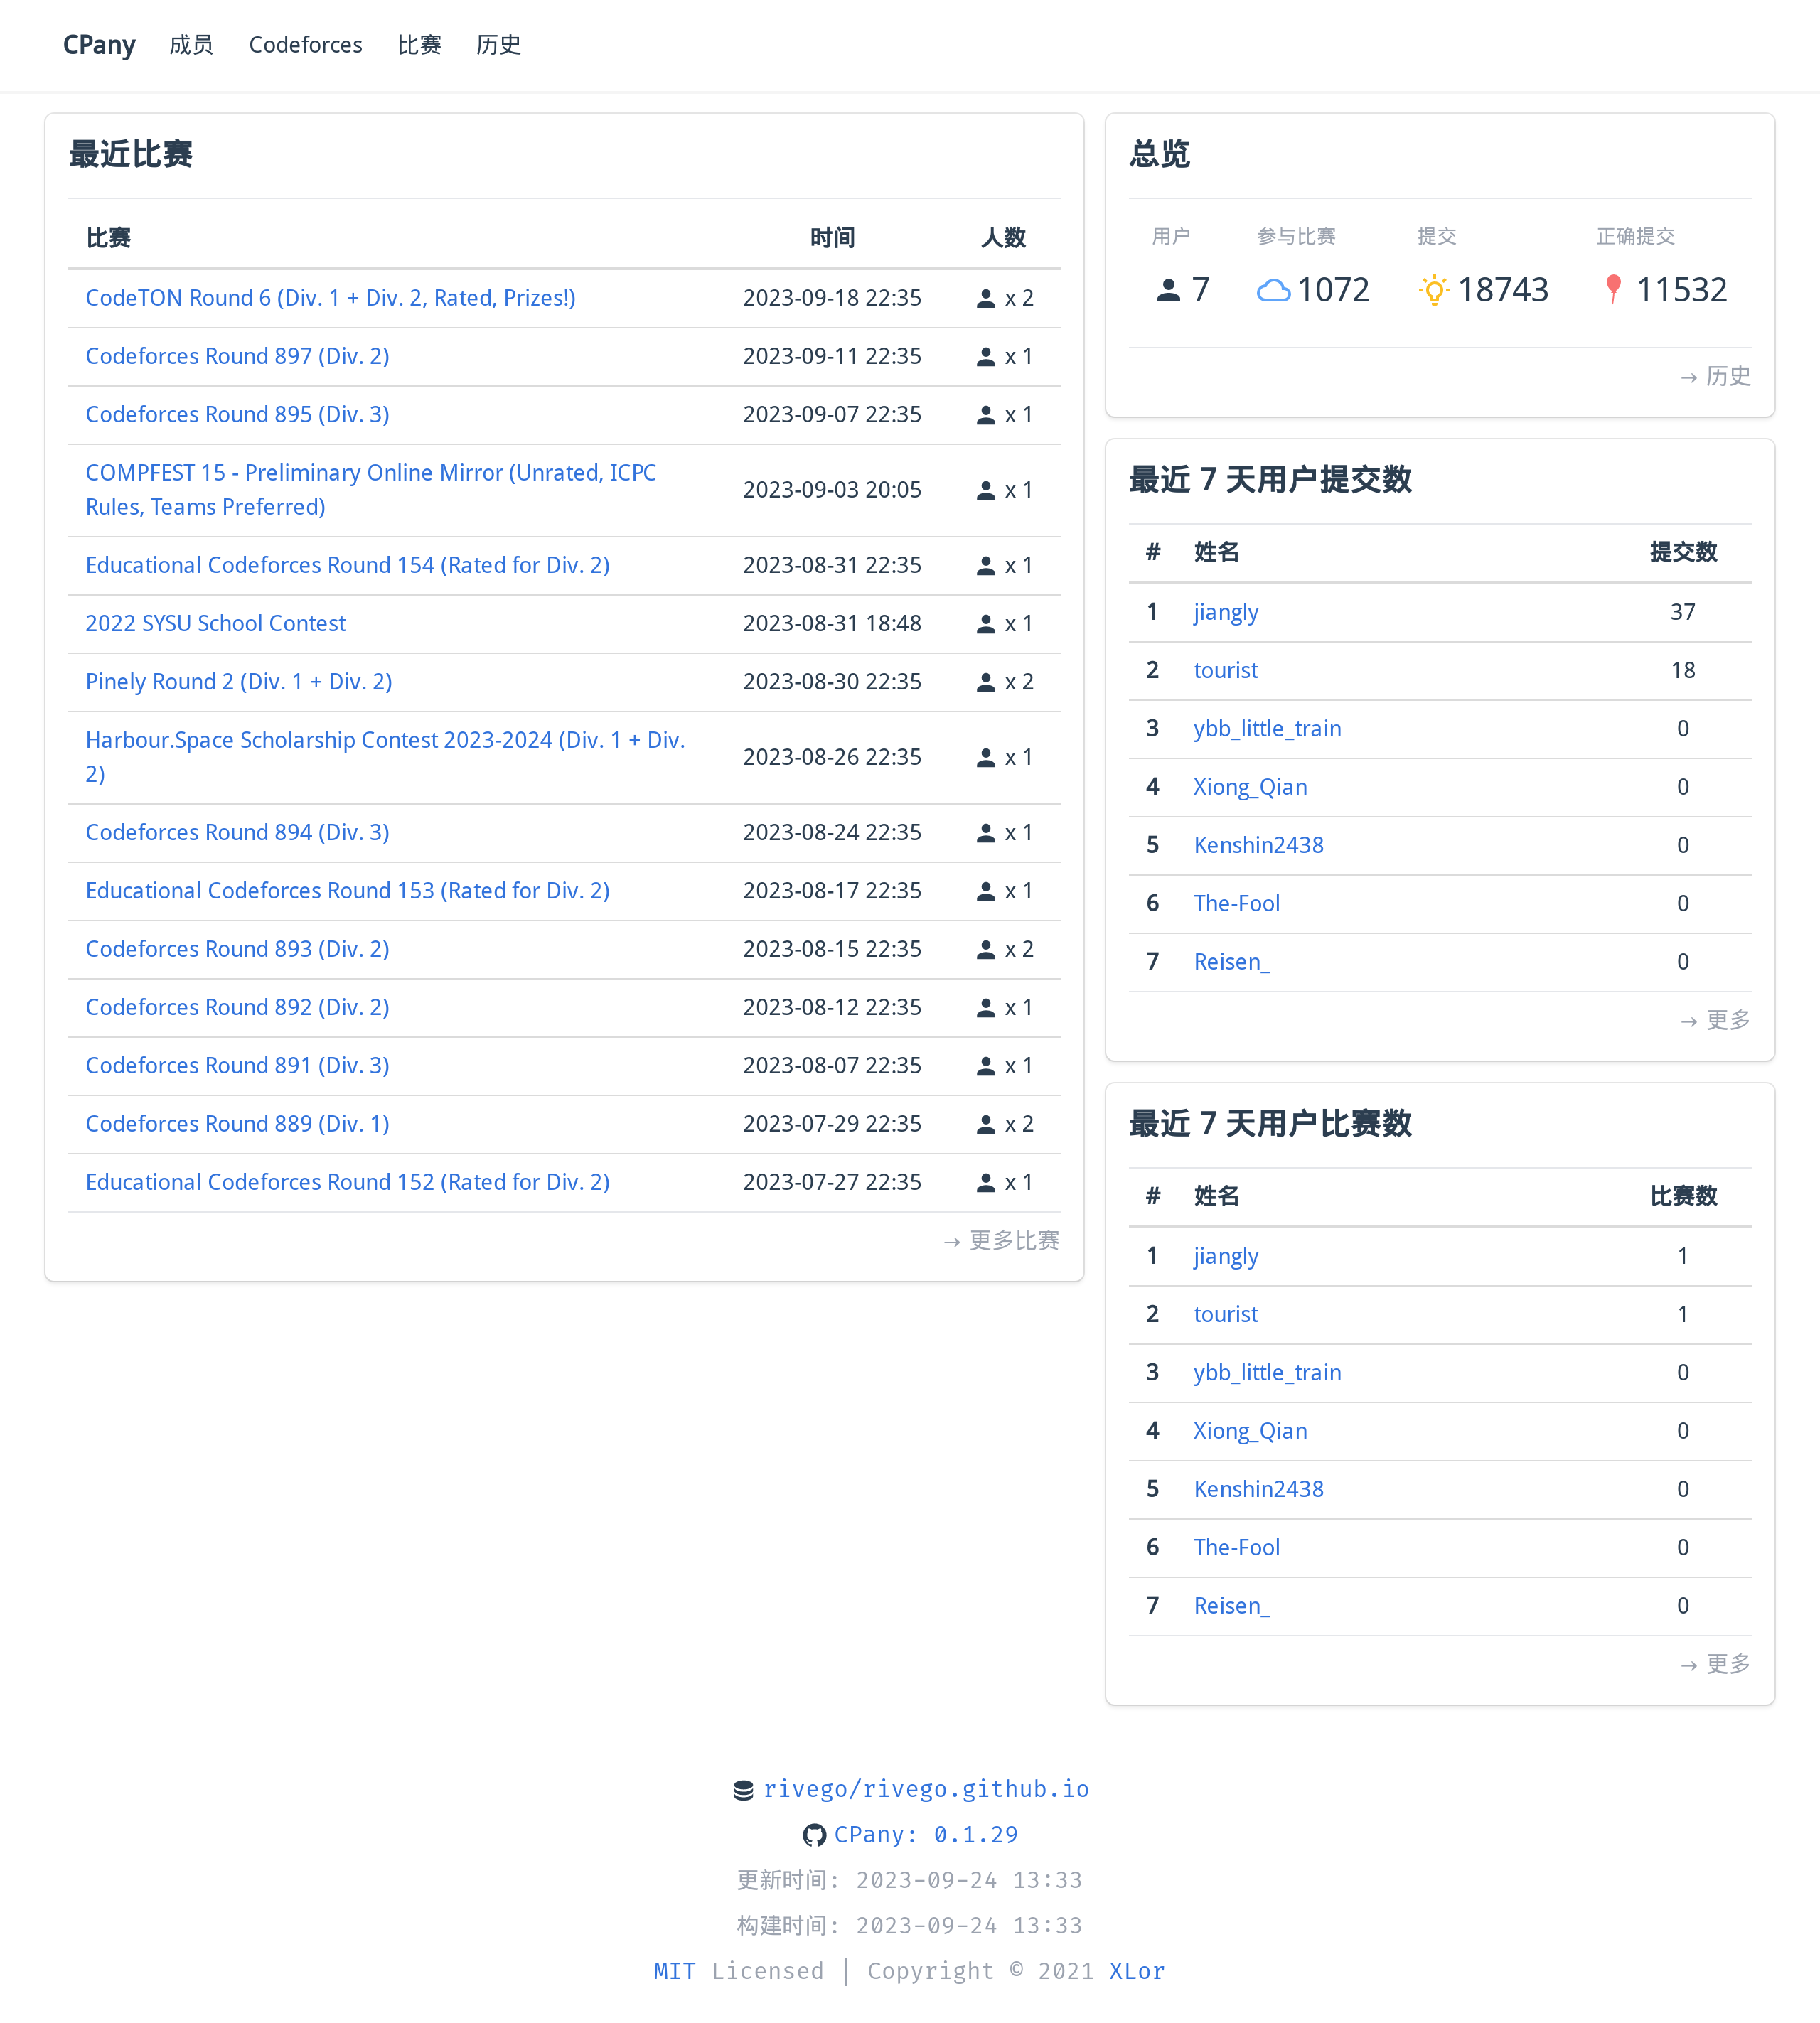 CPany 成员 Codeforces 比赛 历史
最近比赛
比赛 时间 人数
CodeTON Round 6 (Div. 1 + Div. 2, Rated, Prizes!) 2023-09-18 22:35 x 2
Codeforces Round 897 (Div. 2) 2023-09-11 22:35 x 1
Codeforces Round 895 (Div. 3) 2023-09-07 22:35 x 1
COMPFEST 15 - Preliminary Online Mirror (Unrated, ICPC
Rules, Teams Preferred) 2023-09-03 20:05 x 1
Educational Codeforces Round 154 (Rated for Div. 2) 2023-08-31 22:35 x 1
2022 SYSU School Contest 2023-08-31 18:48 x 1
Pinely Round 2 (Div. 1 + Div. 2) 2023-08-30 22:35 x 2
Harbour.Space Scholarship Contest 2023-2024 (Div. 1 + Div.
2) 2023-08-26 22:35 x 1
Codeforces Round 894 (Div. 3) 2023-08-24 22:35 x 1
Educational Codeforces Round 153 (Rated for Div. 2) 2023-08-17 22:35 x 1
Codeforces Round 893 (Div. 2) 2023-08-15 22:35 x 2
Codeforces Round 892 (Div. 2) 2023-08-12 22:35 x 1
Codeforces Round 891 (Div. 3) 2023-08-07 22:35 x 1
Codeforces Round 889 (Div. 1) 2023-07-29 22:35 x 2
Educational Codeforces Round 152 (Rated for Div. 2) 2023-07-27 22:35 x 1
→ 更多比赛
总览
用户 参与比赛 提交 正确提交
7 1072 18743 11532
→ 历史
最近 7 天用户提交数
# 姓名 提交数
1 jiangly 37
2 tourist 18
3 ybb_little_train 0
4 Xiong_Qian 0
5 Kenshin2438 0
6 The-Fool 0
7 Reisen_ 0
→ 更多
最近 7 天用户比赛数
# 姓名 比赛数
1 jiangly 1
2 tourist 1
3 ybb_little_train 0
4 Xiong_Qian 0
5 Kenshin2438 0
6 The-Fool 0
7 Reisen_ 0
→ 更多
rivego/rivego.github.io
CPany: 0.1.29
更新时间: 2023-09-24 13:33
构建时间: 2023-09-24 13:33
MIT Licensed | Copyright © 2021 XLor